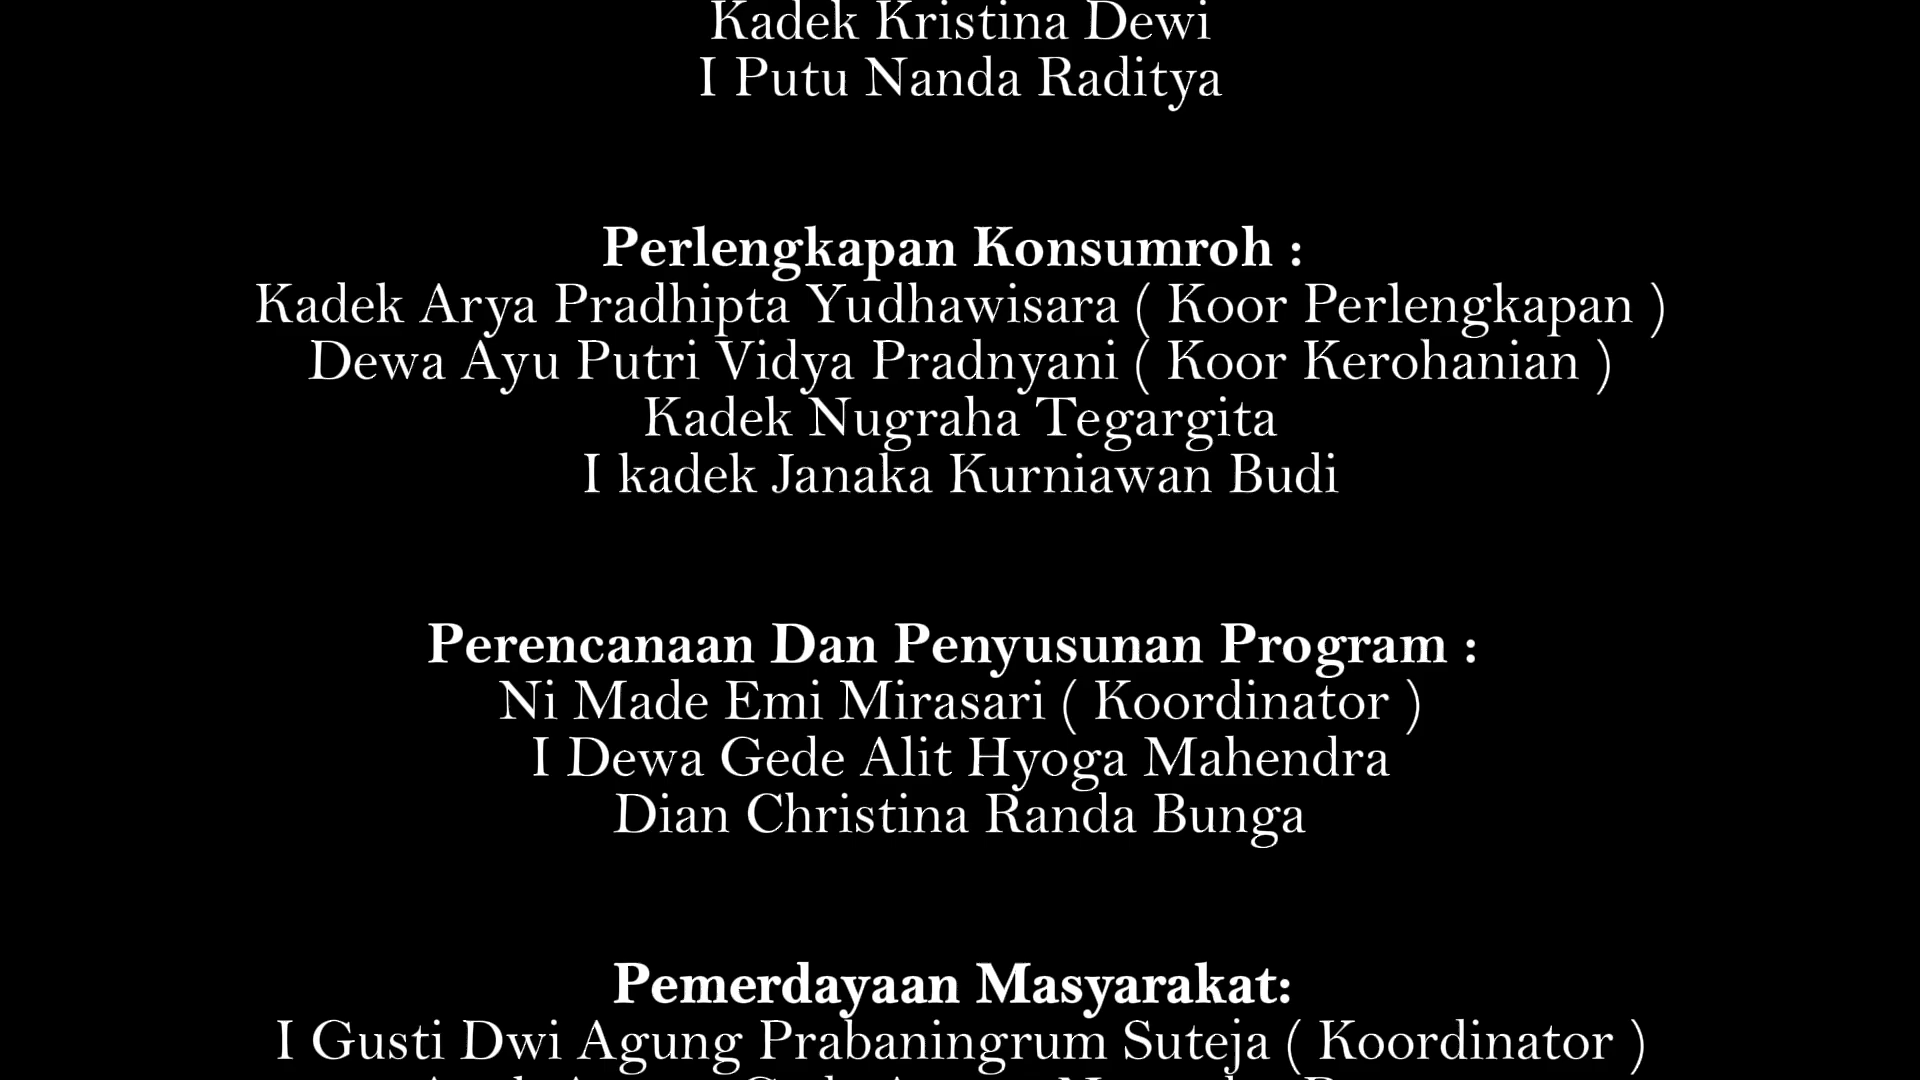 Kadek Kristina Dewi
I Putu Nanda Raditya
Perlengkapan Konsumroh :
Kadek Arya Pradhipta Yudhawisara ( Koor Perlengkapan )
Dewa Ayu Putri Vidya Pradnyani ( Koor Kerohanian )
Kadek Nugraha Tegargita
I kadek Janaka Kurniawan Budi
Perencanaan Dan Penyusunan Program :
Ni Made Emi Mirasari ( Koordinator )
I Dewa Gede Alit Hyoga Mahendra
Dian Christina Randa Bunga
Pemerdayaan Masyarakat:
I Gusti Dwi Agung Prabaningrum Suteja ( Koordinator )